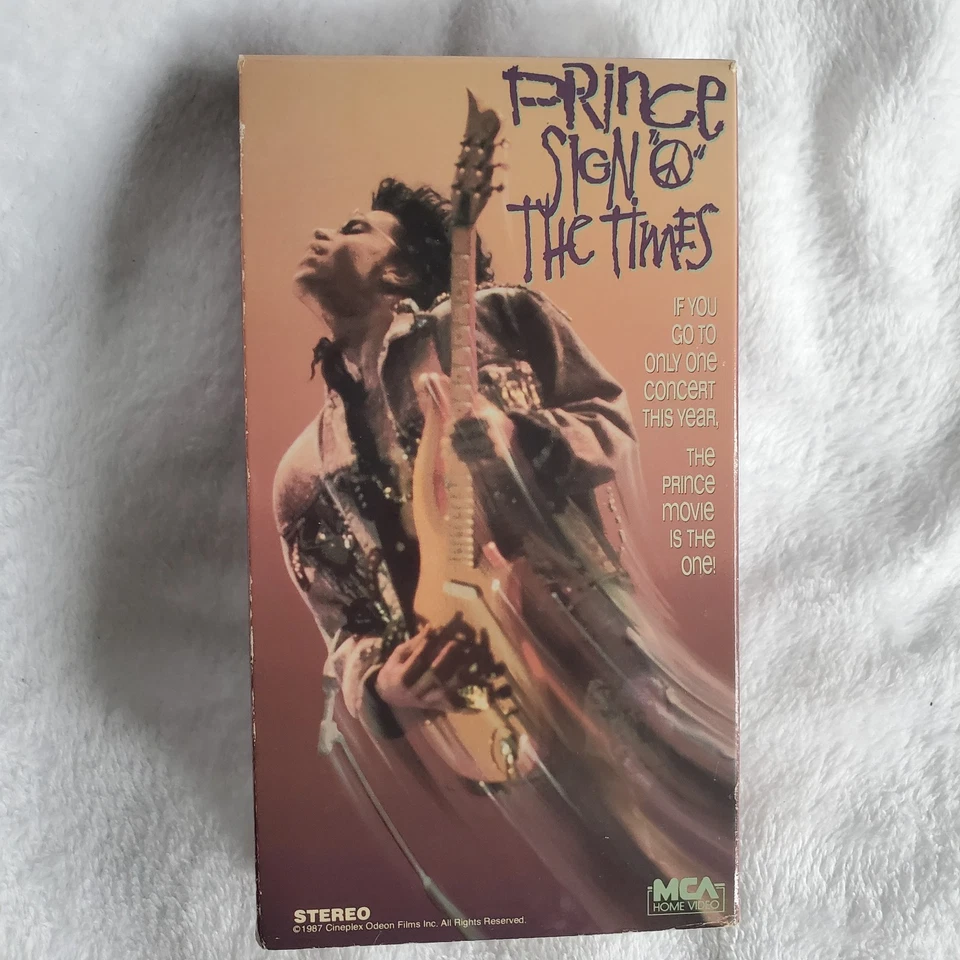 PRINCE
SIGN "☮"
THE TIMES
IF YOU
GO TO
ONLY ONE
CONCERT
THIS YEAR,
THE
PRINCE
MOVIE
IS THE
ONE!
STEREO
©1987 Cineplex Odeon Films Inc. All Rights Reserved.
MCA
HOME VIDEO